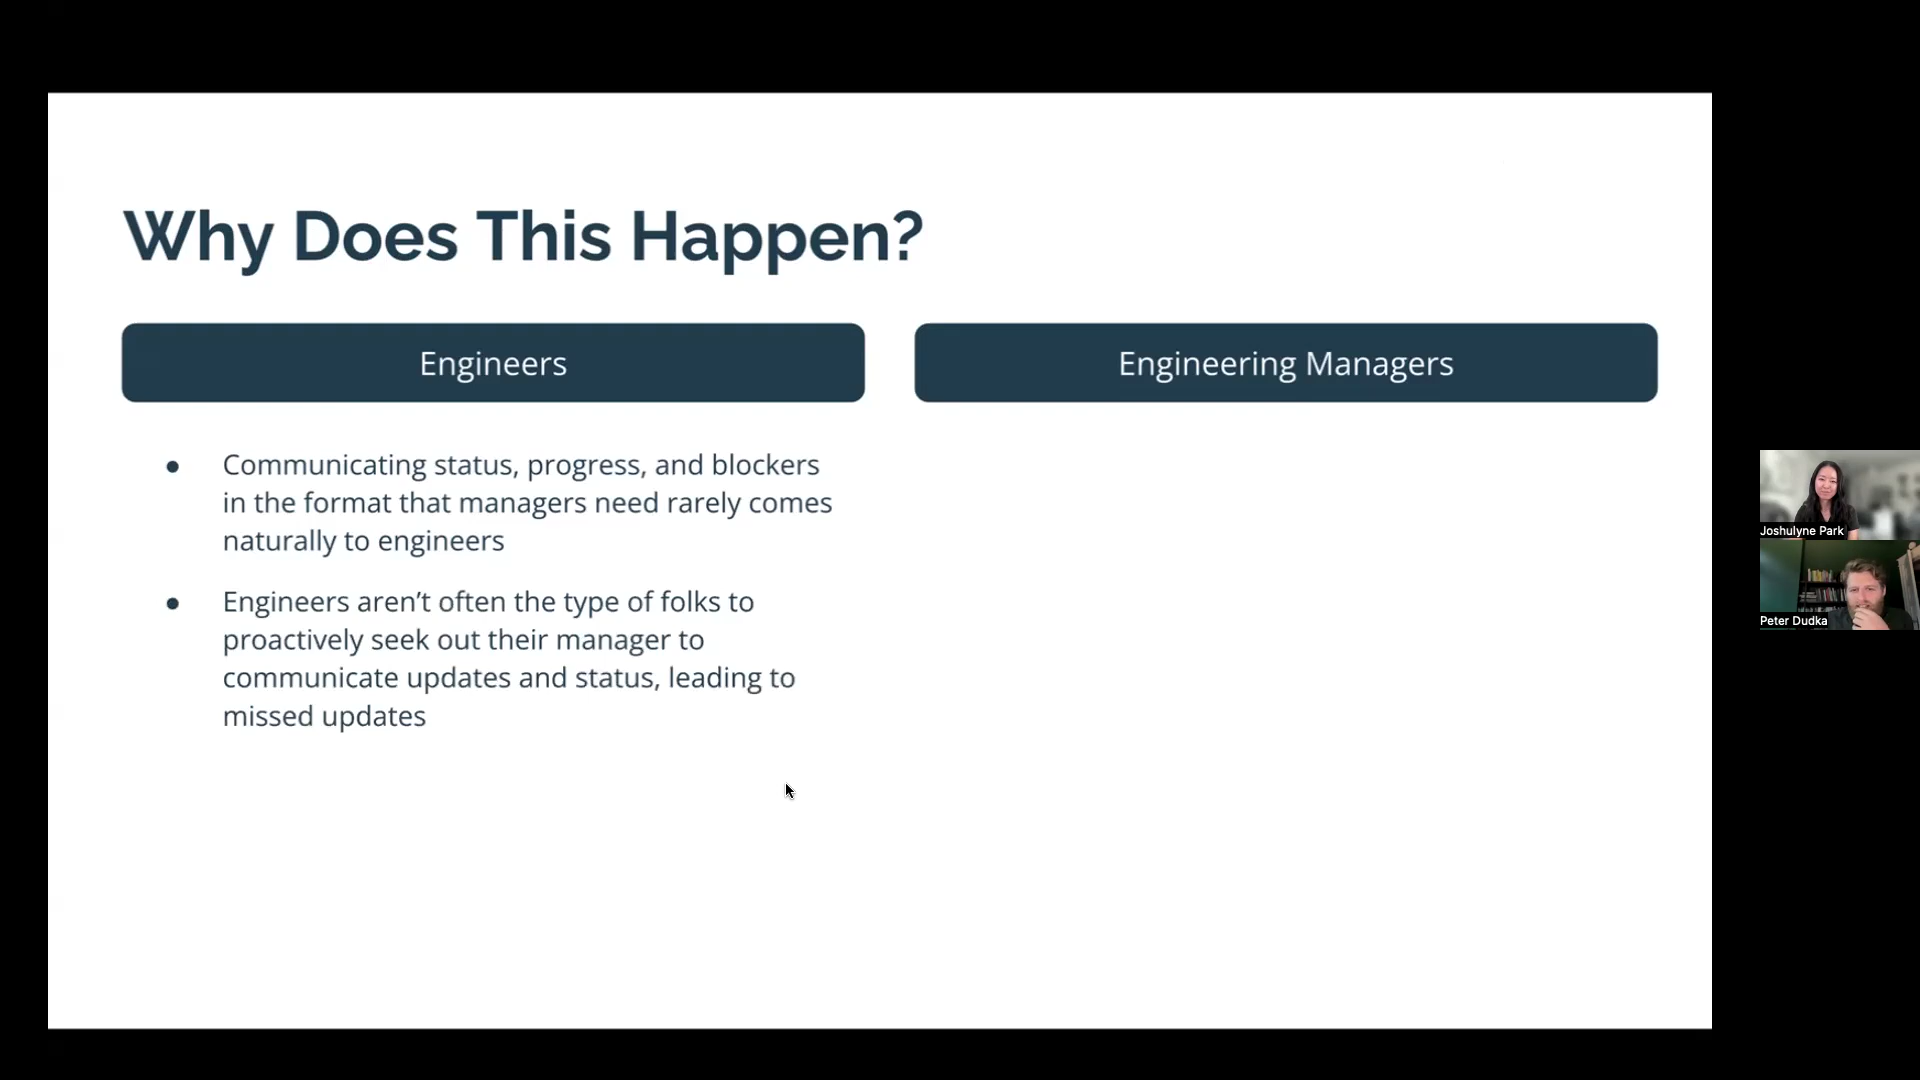 Why Does This Happen?
Engineers
Engineering Managers
● Communicating status, progress, and blockers
in the format that managers need rarely comes
naturally to engineers
● Engineers aren’t often the type of folks to
proactively seek out their manager to
communicate updates and status, leading to
missed updates
Joshulyne Park
Peter Dudka